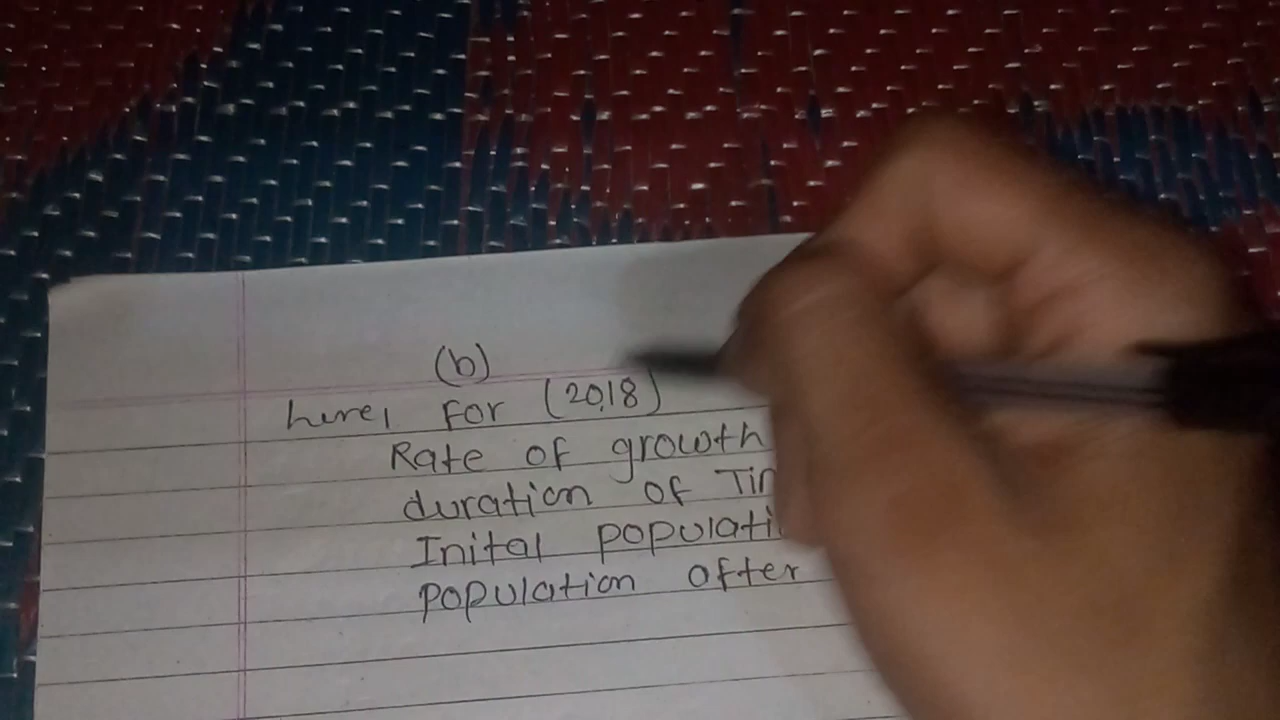 (b)
here, For (2018)
Rate of growth
duration of
Inital
population after